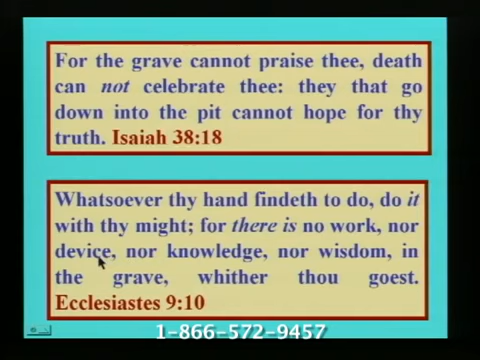 For the grave cannot praise thee, death
can not celebrate thee: they that go
down into the pit cannot hope for thy
truth. Isaiah 38:18
Whatsoever thy hand findeth to do, do it
with thy might; for there is no work, nor
device, nor knowledge, nor wisdom, in
the grave, whither thou goest.
Ecclesiastes 9:10
1-866-572-9457